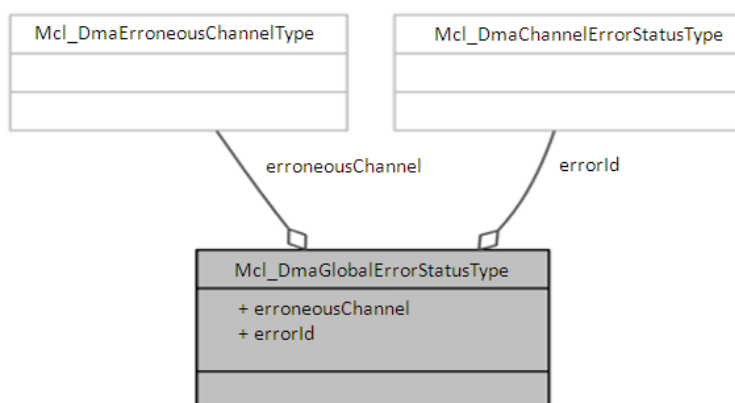 Mcl_DmaErroneousChannelType
Mcl_DmaChannelErrorStatusType
erroneousChannel
errorId
Mcl_DmaGlobalErrorStatusType
+ erroneousChannel
+ errorId